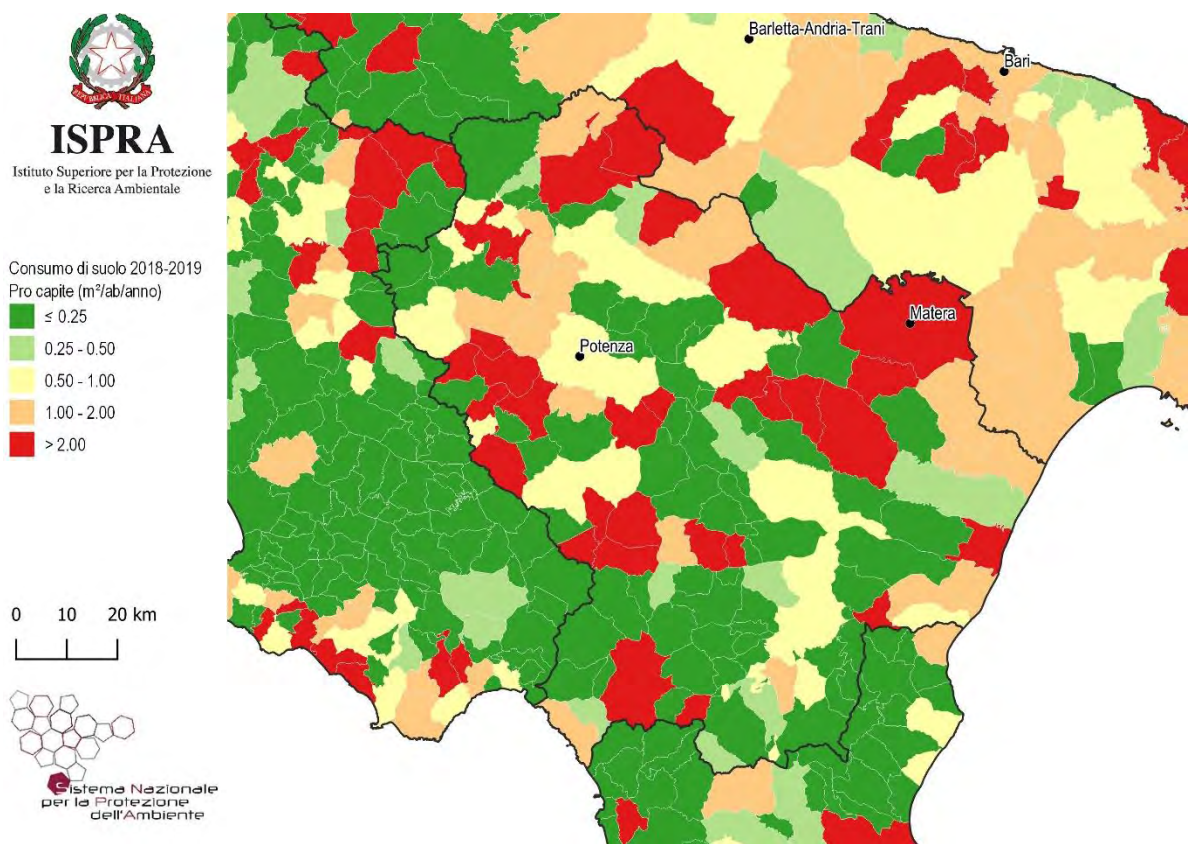 REPVBBLICA ITALIANA
ISPRA
Istituto Superiore per la Protezione
e la Ricerca Ambientale
Consumo di suolo 2018-2019
Pro capite (m²/ab/anno)
≤ 0.25
0.25 - 0.50
0.50 - 1.00
1.00 - 2.00
> 2.00
0 10 20 km
Sistema Nazionale
per la Protezione
dell'Ambiente
Barletta-Andria-Trani
Bari
Matera
Potenza